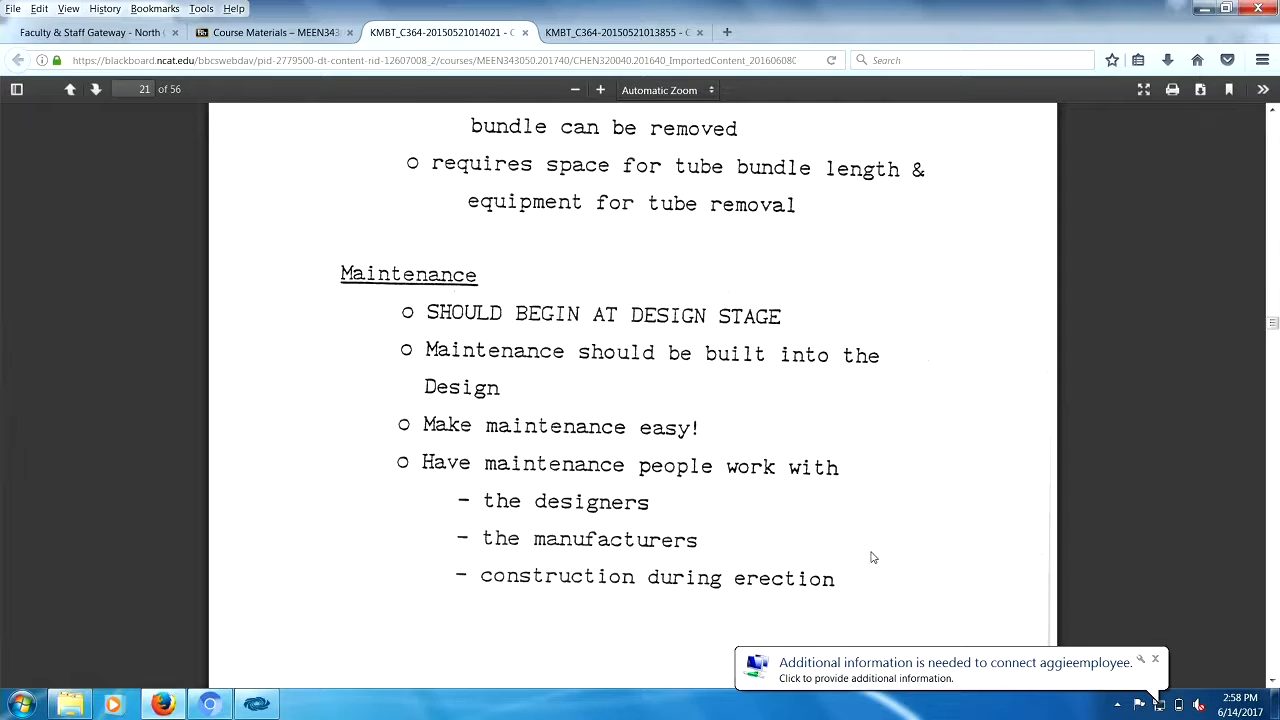 File Edit View History Bookmarks Tools Help
Faculty & Staff Gateway - North ( × Course Materials – MEEN343 × KMBT_C364-20150521014021 - C × KMBT_C364-20150521013855 - C × +
https://blackboard.ncat.edu/bbcswebdav/pid-2779500-dt-content-rid-12607008_2/courses/MEEN343050.201740/CHEN320040.201640_ImportedContent_201606080 Search
21 of 56 − + Automatic Zoom
bundle can be removed
o requires space for tube bundle length &
equipment for tube removal
Maintenance
o SHOULD BEGIN AT DESIGN STAGE
o Maintenance should be built into the
Design
o Make maintenance easy!
o Have maintenance people work with
- the designers
- the manufacturers
- construction during erection
Additional information is needed to connect aggieemployee.
Click to provide additional information.
2:58 PM
6/14/2017